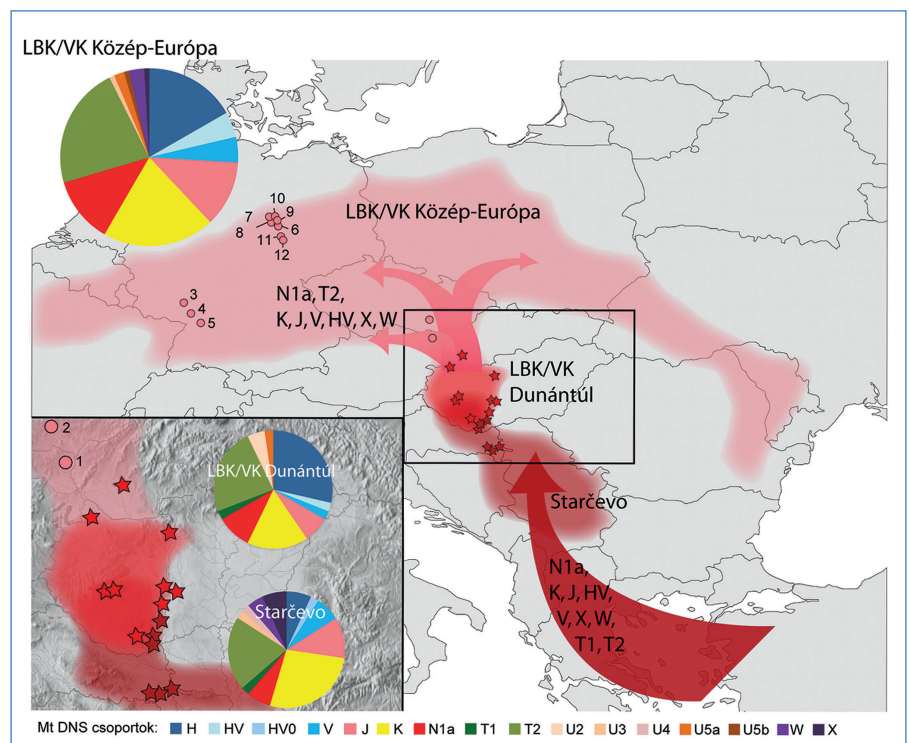 LBK/VK Közép-Európa
10
7
9
8
6
11
12
LBK/VK Közép-Európa
3
4
5
N1a, T2,
K, J, V, HV, X, W
LBK/VK
Dunántúl
2
1
LBK/VK Dunántúl
Starčevo
Starčevo
N1a,
K, J, HV,
V, X, W,
T1, T2
Mt DNS csoportok: H HV HV0 V J K N1a T1 T2 U2 U3 U4 U5a U5b W X